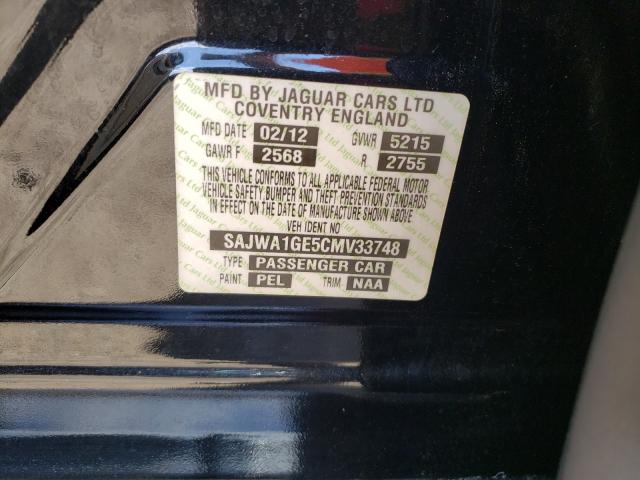 MFD BY JAGUAR CARS LTD
COVENTRY ENGLAND
MFD DATE 02/12 GVWR 5215
GAWR F 2568 R 2755
THIS VEHICLE CONFORMS TO ALL APPLICABLE FEDERAL MOTOR
VEHICLE SAFETY BUMPER AND THEFT PREVENTION STANDARDS
IN EFFECT ON THE DATE OF MANUFACTURE SHOWN ABOVE
VEH IDENT NO
SAJWA1GE5CMV33748
TYPE PASSENGER CAR
PAINT PEL TRIM NAA